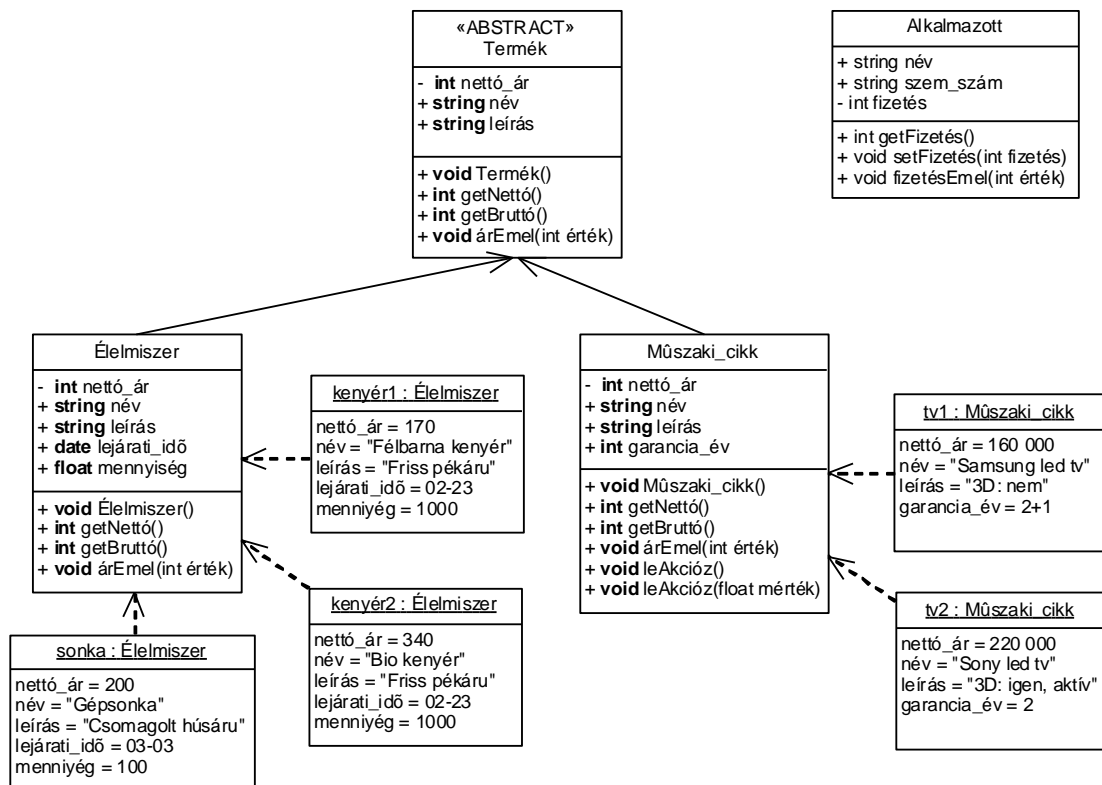 «ABSTRACT»
Termék
- int nettó_ár
+ string név
+ string leírás
+ void Termék()
+ int getNettó()
+ int getBruttó()
+ void árEmel(int érték)
Alkalmazott
+ string név
+ string szem_szám
- int fizetés
+ int getFizetés()
+ void setFizetés(int fizetés)
+ void fizetésEmel(int érték)
Élelmiszer
- int nettó_ár
+ string név
+ string leírás
+ date lejárati_idõ
+ float mennyiség
+ void Élelmiszer()
+ int getNettó()
+ int getBruttó()
+ void árEmel(int érték)
kenyér1 : Élelmiszer
nettó_ár = 170
név = "Félbarna kenyér"
leírás = "Friss pékáru"
lejárati_idõ = 02-23
menniyég = 1000
kenyér2 : Élelmiszer
nettó_ár = 340
név = "Bio kenyér"
leírás = "Friss pékáru"
lejárati_idõ = 02-23
menniyég = 1000
sonka : Élelmiszer
nettó_ár = 200
név = "Gépsonka"
leírás = "Csomagolt húsáru"
lejárati_idõ = 03-03
menniyég = 100
Mûszaki_cikk
- int nettó_ár
+ string név
+ string leírás
+ int garancia_év
+ void Mûszaki_cikk()
+ int getNettó()
+ int getBruttó()
+ void árEmel(int érték)
+ void leAkcióz()
+ void leAkcióz(float mérték)
tv1 : Mûszaki_cikk
nettó_ár = 160 000
név = "Samsung led tv"
leírás = "3D: nem"
garancia_év = 2+1
tv2 : Mûszaki_cikk
nettó_ár = 220 000
név = "Sony led tv"
leírás = "3D: igen, aktív"
garancia_év = 2